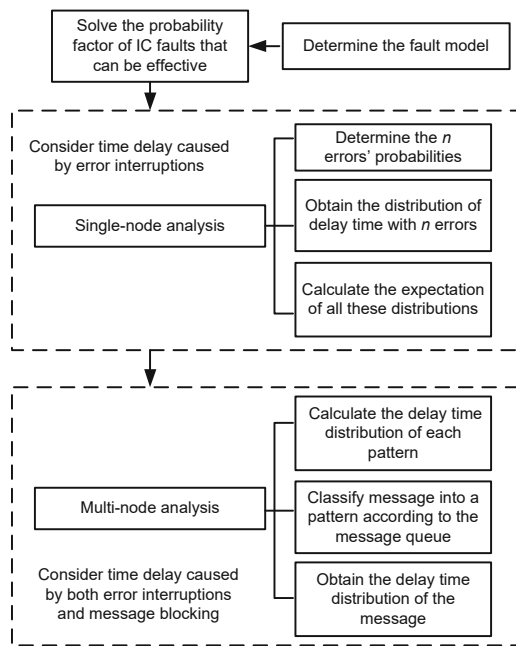 Solve the probability
factor of IC faults that
can be effective
Determine the fault model
Consider time delay caused
by error interruptions
Single-node analysis
Determine the n
errors' probabilities
Obtain the distribution of
delay time with n errors
Calculate the expectation
of all these distributions
Multi-node analysis
Consider time delay caused
by both error interruptions
and message blocking
Calculate the delay time
distribution of each
pattern
Classify message into a
pattern according to the
message queue
Obtain the delay time
distribution of the
message